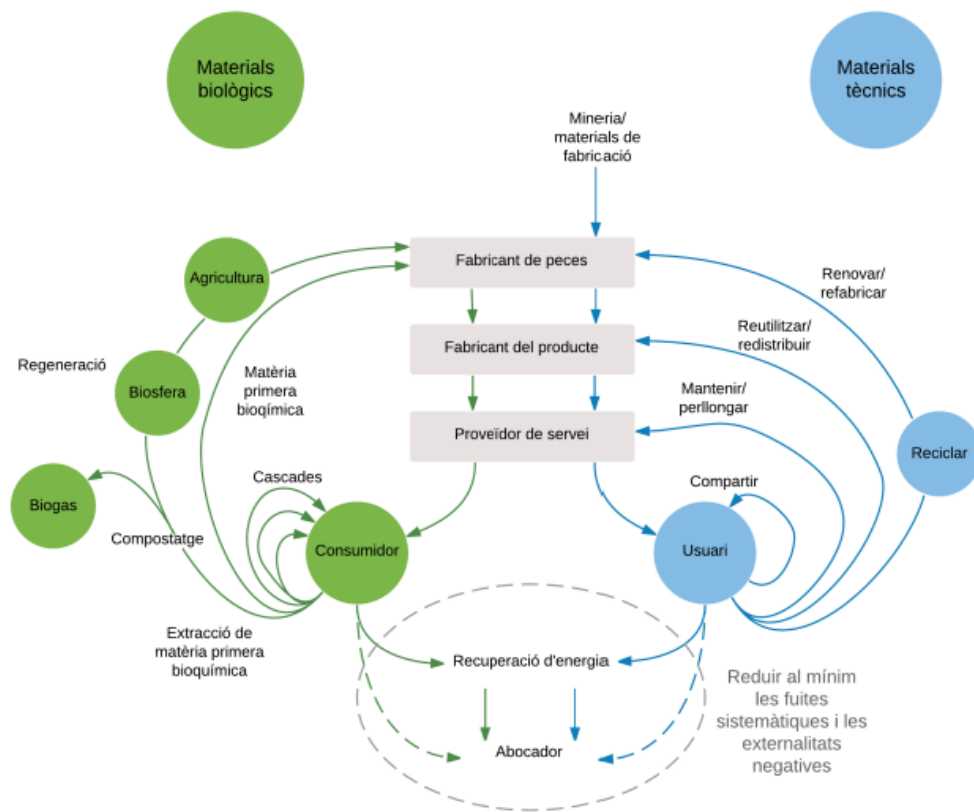 Materials
biològics
Materials
tècnics
Mineria/
materials de
fabricació
Fabricant de peces
Agricultura
Renovar/
refabricar
Reutilitzar/
redistribuir
Fabricant del producte
Regeneració
Matèria
primera
bioqímica
Biosfera
Mantenir/
perllongar
Proveïdor de servei
Reciclar
Cascades
Compartir
Biogas
Compostatge
Consumidor
Usuari
Extracció de
matèria primera
bioquímica
Recuperació d'energia
Reduir al mínim
les fuites
sistemàtiques i les
externalitats
negatives
Abocador